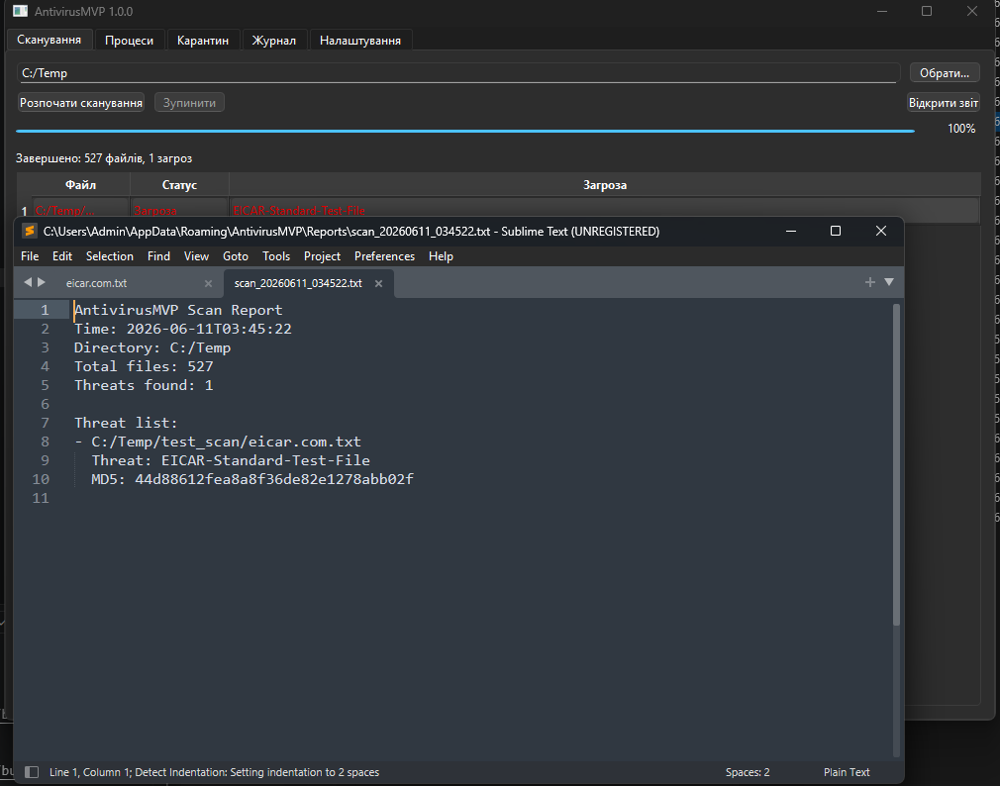 AntivirusMVP 1.0.0
Сканування Процеси Карантин Журнал Налаштування
C:/Temp Обрати...
Розпочати сканування Зупинити Відкрити звіт
100%
Завершено: 527 файлів, 1 загроз
Файл Статус Загроза
1 C:/Temp/... Загроза EICAR-Standard-Test-File
C:\Users\Admin\AppData\Roaming\AntivirusMVP\Reports\scan_20260611_034522.txt - Sublime Text (UNREGISTERED)
File Edit Selection Find View Goto Tools Project Preferences Help
eicar.com.txt scan_20260611_034522.txt
1 AntivirusMVP Scan Report
2 Time: 2026-06-11T03:45:22
3 Directory: C:/Temp
4 Total files: 527
5 Threats found: 1
6
7 Threat list:
8 - C:/Temp/test_scan/eicar.com.txt
9 Threat: EICAR-Standard-Test-File
10 MD5: 44d88612fea8a8f36de82e1278abb02f
11
Line 1, Column 1; Detect Indentation: Setting indentation to 2 spaces Spaces: 2 Plain Text